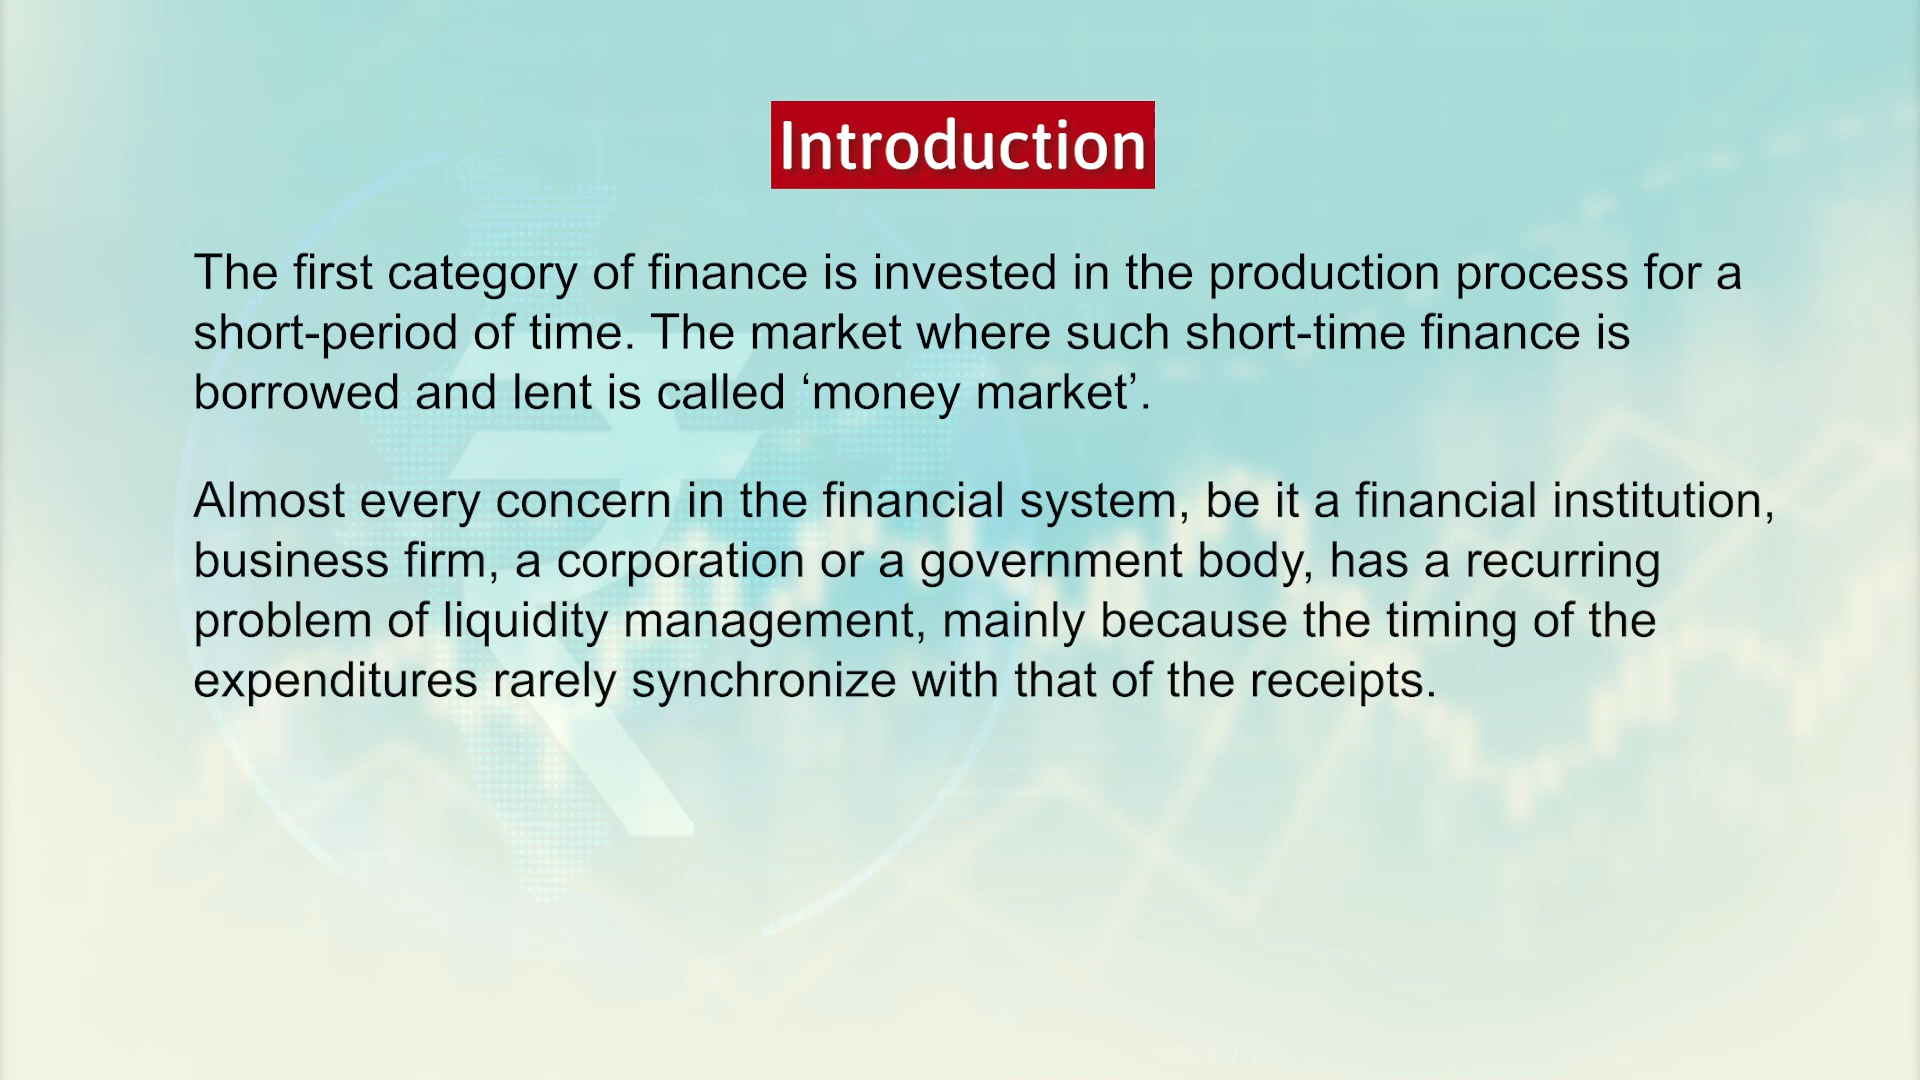 Introduction
The first category of finance is invested in the production process for a
short-period of time. The market where such short-time finance is
borrowed and lent is called ‘money market’.
Almost every concern in the financial system, be it a financial institution,
business firm, a corporation or a government body, has a recurring
problem of liquidity management, mainly because the timing of the
expenditures rarely synchronize with that of the receipts.